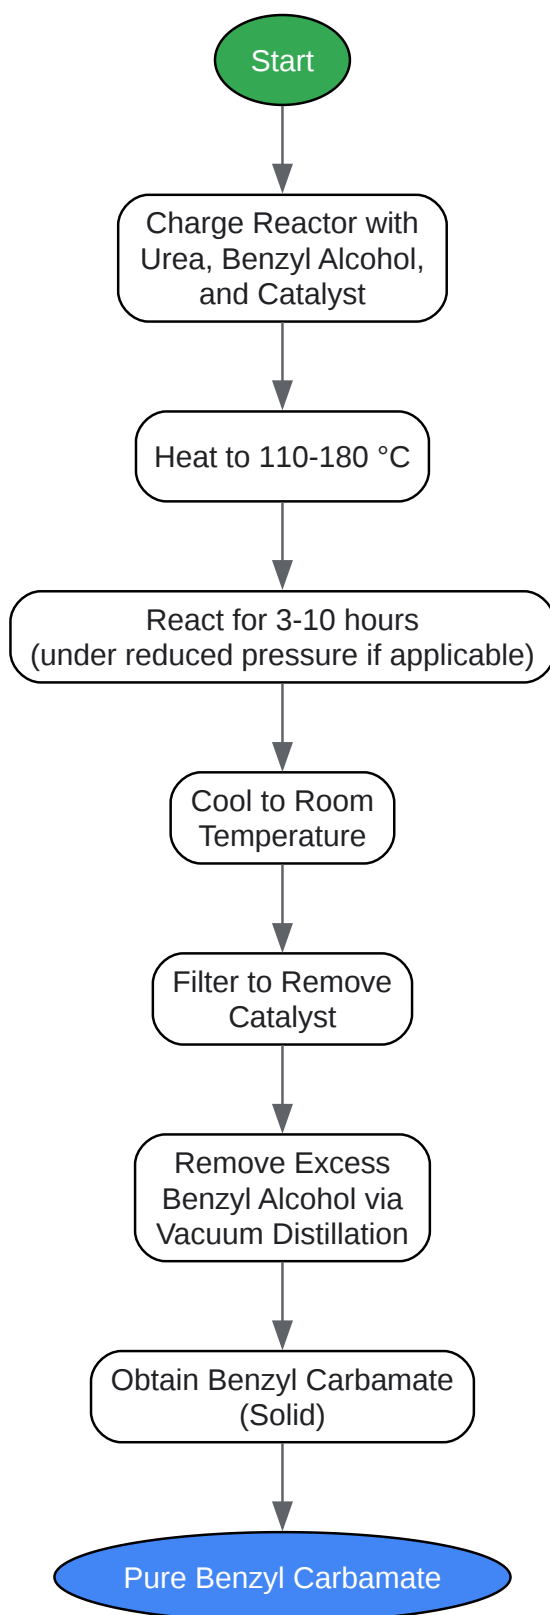 Start
Charge Reactor with
Urea, Benzyl Alcohol,
and Catalyst
Heat to 110-180 °C
React for 3-10 hours
(under reduced pressure if applicable)
Cool to Room
Temperature
Filter to Remove
Catalyst
Remove Excess
Benzyl Alcohol via
Vacuum Distillation
Obtain Benzyl Carbamate
(Solid)
Pure Benzyl Carbamate